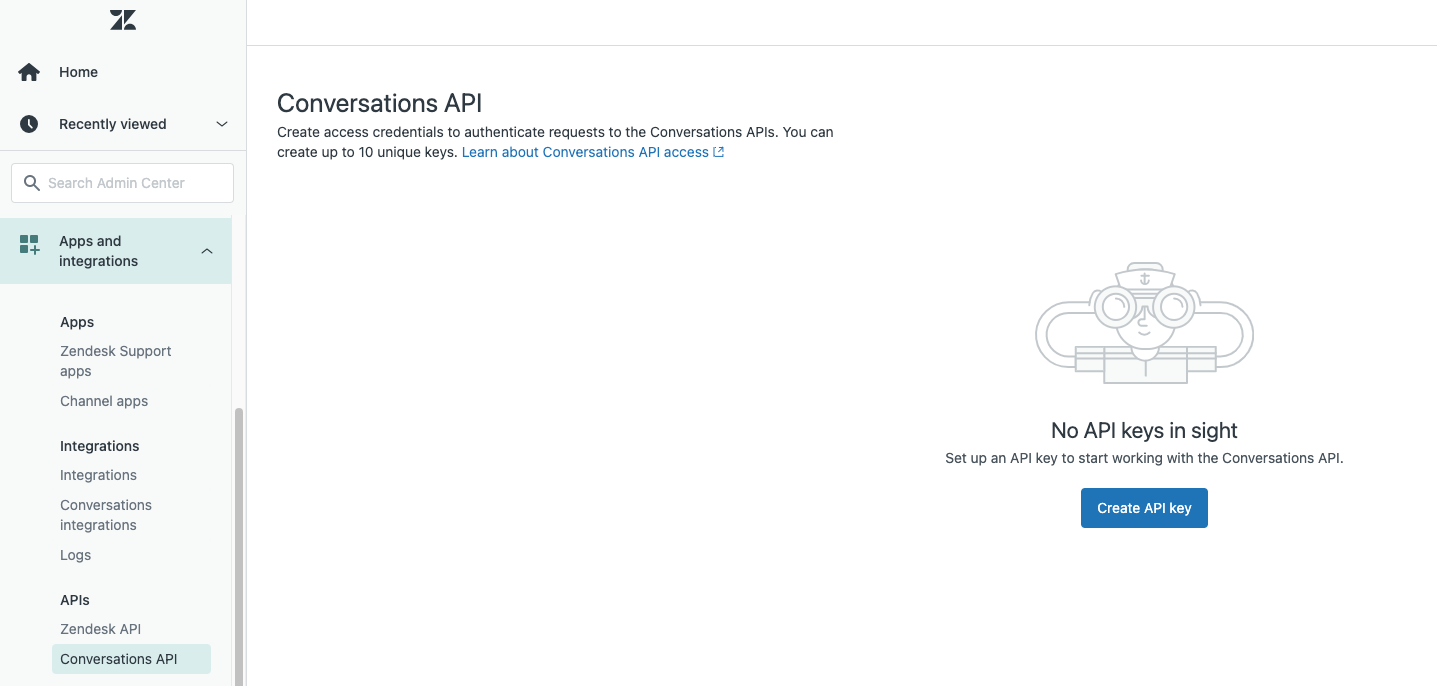 Home
Recently viewed
Search Admin Center
Apps and
integrations
Apps
Zendesk Support
apps
Channel apps
Integrations
Integrations
Conversations
integrations
Logs
APIs
Zendesk API
Conversations API
Conversations API
Create access credentials to authenticate requests to the Conversations APIs. You can
create up to 10 unique keys. Learn about Conversations API access
No API keys in sight
Set up an API key to start working with the Conversations API.
Create API key